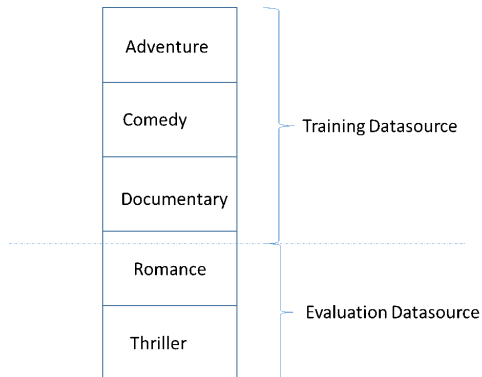 Adventure
Comedy
Training Datasource
Documentary
Romance
Evaluation Datasource
Thriller